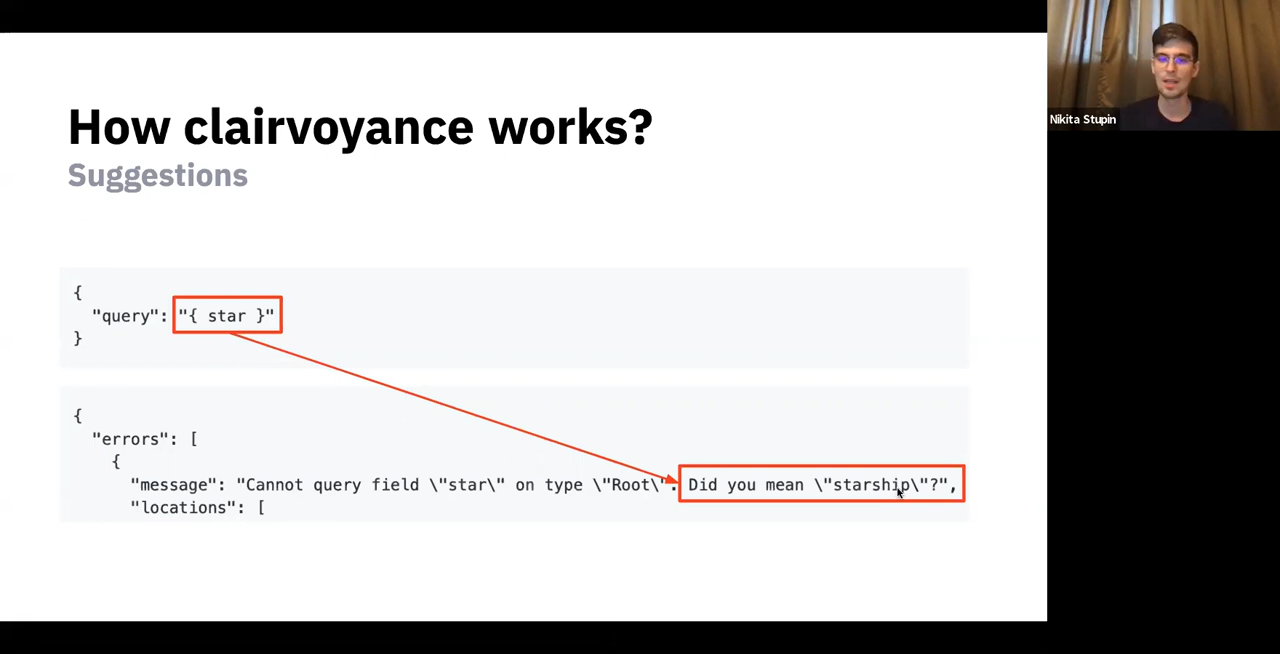 How clairvoyance works?
Suggestions
{
"query": "{ star }"
}
{
"errors": [
{
"message": "Cannot query field \"star\" on type \"Root\". Did you mean \"starship\"?",
"locations": [
Nikita Stupin